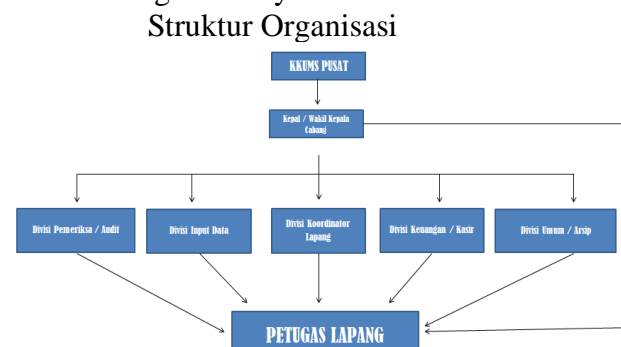 Struktur Organisasi
KKUMS PUSAT
Kepal / Wakil Kepala
Cabang
Divisi Pemeriksa / Audit
Divisi Input Data
Divisi Koordinator
Lapang
Divisi Keuangan / Kasir
Divisi Umum / Arsip
PETUGAS LAPANG